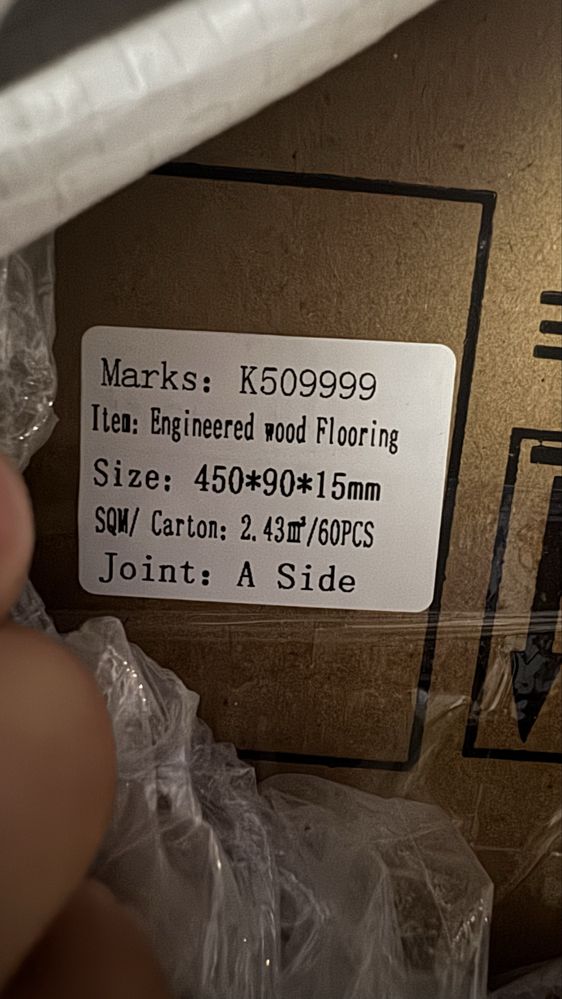 Marks: K509999
Item: Engineered wood Flooring
Size: 450*90*15mm
SQM/ Carton: 2.43㎡/60PCS
Joint: A Side